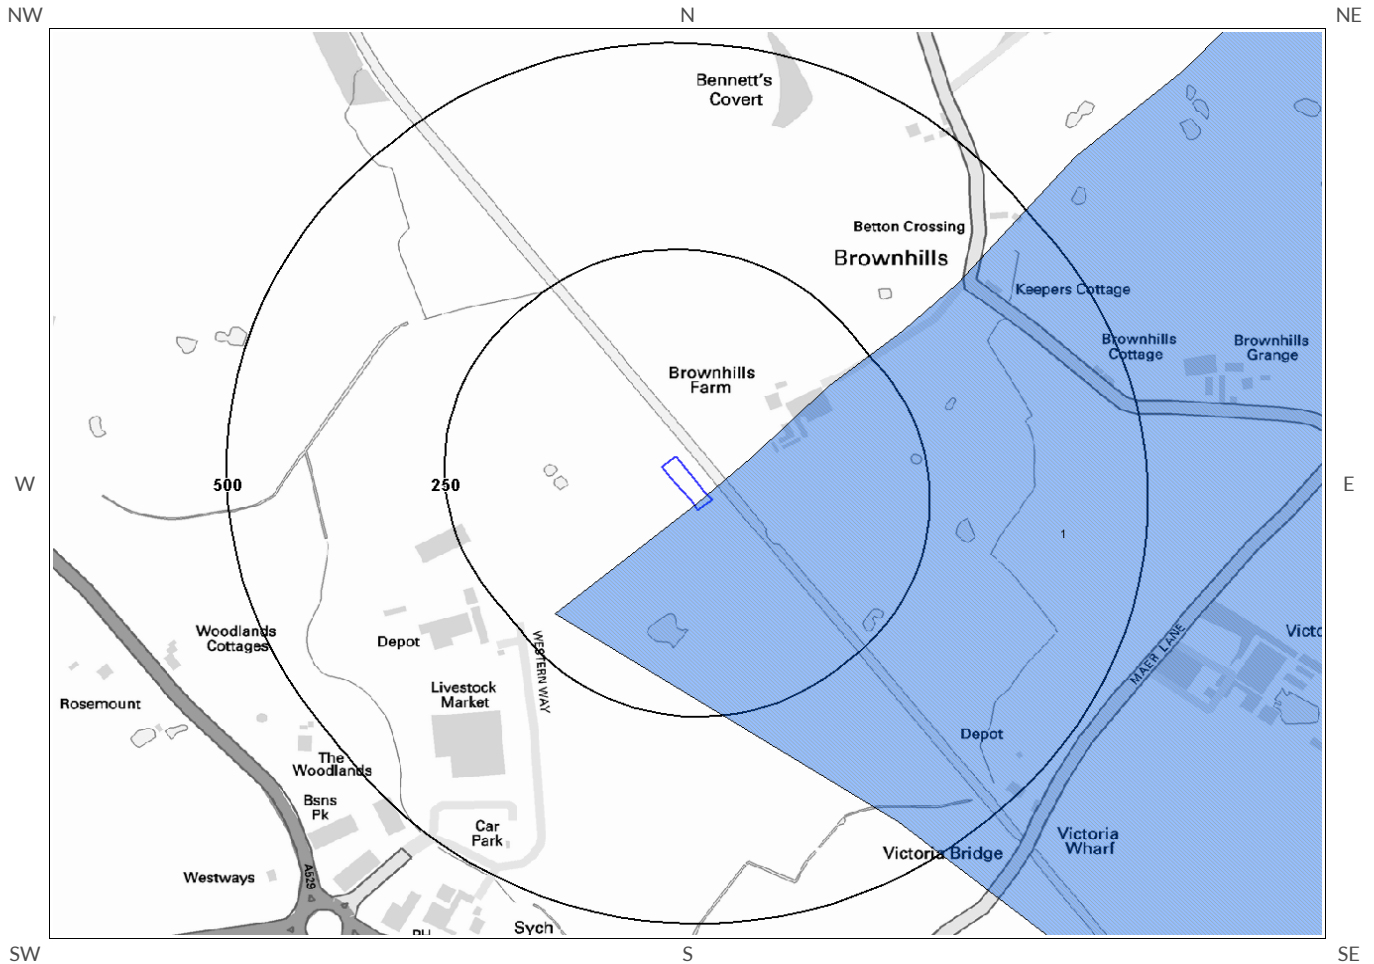 NW
N
NE
Bennett's
Covert
Betton Crossing
Brownhills
Keepers Cottage
Brownhills
Cottage
Brownhills
Grange
Brownhills
Farm
W
500
250
E
1
Woodlands
Cottages
Depot
WESTERN WAY
MAER LANE
Victo
Rosemount
Livestock
Market
Depot
The
Woodlands
Bsns
Pk
Car
Park
Victoria
Wharf
Victoria Bridge
Westways
A529
PH
Sych
SW
S
SE